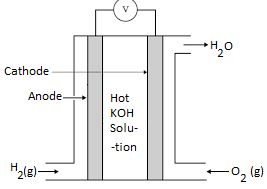 V
H2O
Cathode
Anode
Hot
KOH
Solu-
-tion
H2(g)
O2 (g)